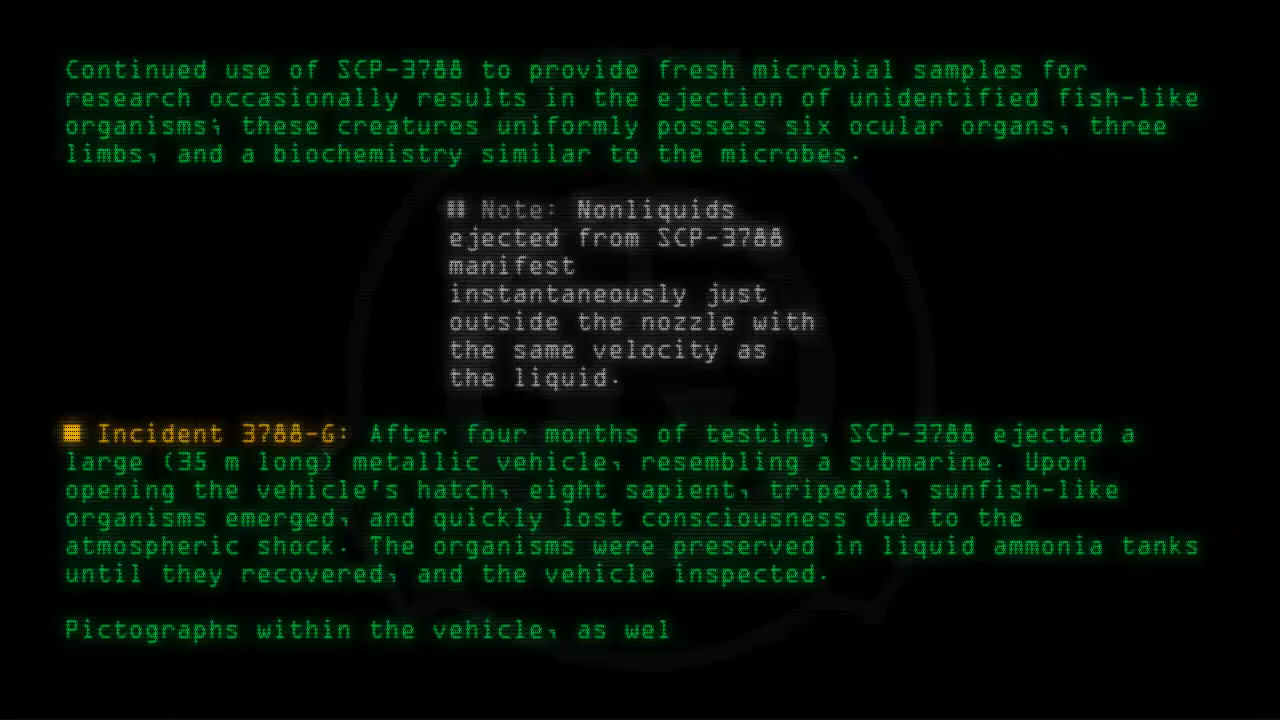 Continued use of SCP-3788 to provide fresh microbial samples for
research occasionally results in the ejection of unidentified fish-like
organisms; these creatures uniformly possess six ocular organs, three
limbs, and a biochemistry similar to the microbes.
Note: Nonliquids
ejected from SCP-3788
manifest
instantaneously just
outside the nozzle with
the same velocity as
the liquid.
Incident 3788-G: After four months of testing, SCP-3788 ejected a
large (35 m long) metallic vehicle, resembling a submarine. Upon
opening the vehicle's hatch, eight sapient, tripedal, sunfish-like
organisms emerged, and quickly lost consciousness due to the
atmospheric shock. The organisms were preserved in liquid ammonia tanks
until they recovered, and the vehicle inspected.
Pictographs within the vehicle, as wel